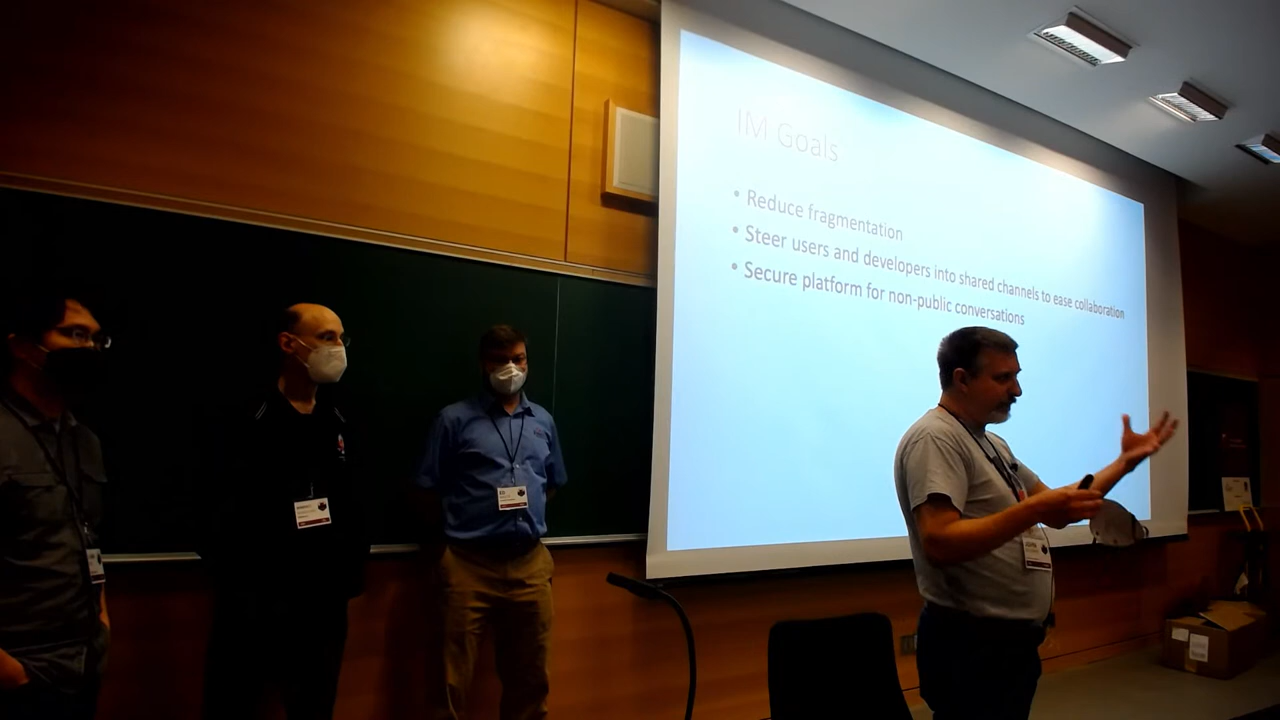 IM Goals
• Reduce fragmentation
• Steer users and developers into shared channels to ease collaboration
• Secure platform for non-public conversations
ED